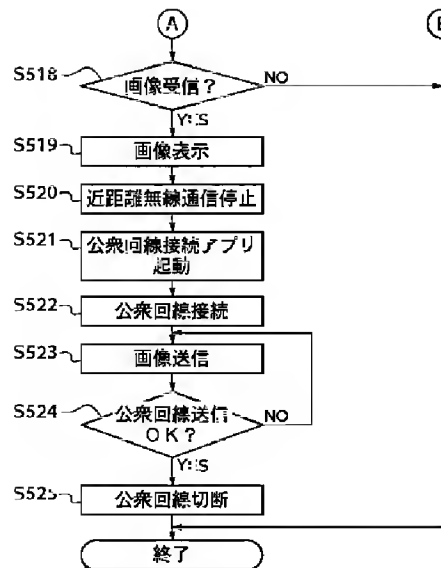 A
S518
画像受信？
NO
YES
S519
画像表示
S520
近距離無線通信停止
S521
公衆回線接続アプリ
起動
S522
公衆回線接続
S523
画像送信
S524
公衆回線送信
OK？
NO
YES
S525
公衆回線切断
終了